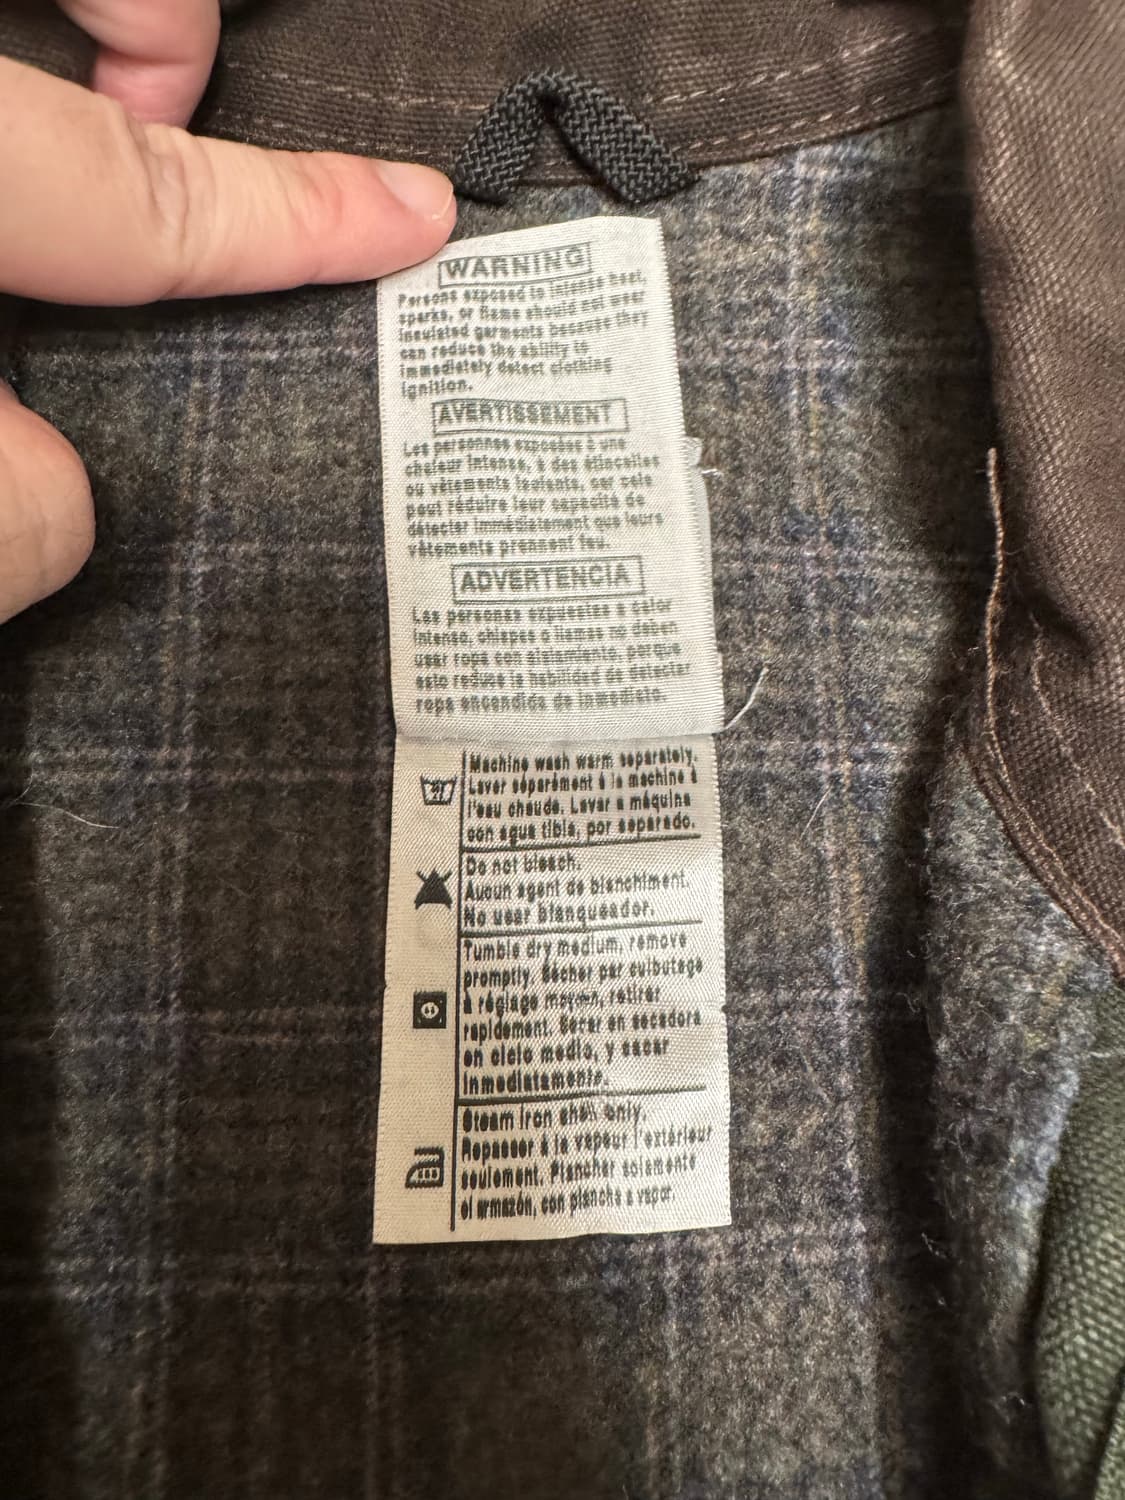 WARNING
Persons exposed to intense heat,
sparks, or flame should not wear
insulated garments because they
can reduce the ability to
immediately detect clothing
ignition.
AVERTISSEMENT
Les personnes exposées à une
chaleur intense, à des étincelles
ou vêtements isolants, car cela
peut réduire leur capacité de
détecter immédiatement que leurs
vêtements prennent feu.
ADVERTENCIA
Las personas expuestas a calor
intenso, chispas o llamas no deben
usar ropa con aislamiento, porque
esto reduce la habilidad de detectar
ropa encendida de inmediato.
Machine wash warm separately.
Laver séparément à la machine à
l'eau chaude. Lavar a máquina
con agua tibia, por separado.
Do not bleach.
Aucun agent de blanchiment.
No usar blanqueador.
Tumble dry medium, remove
promptly. Sécher par culbutage
à réglage moyen, retirer
rapidement. Secar en secadora
en ciclo medio, y sacar
inmediatamente.
Steam iron shell only.
Repasser à la vapeur l'extérieur
seulement. Planchar solamente
el armazón, con plancha a vapor.